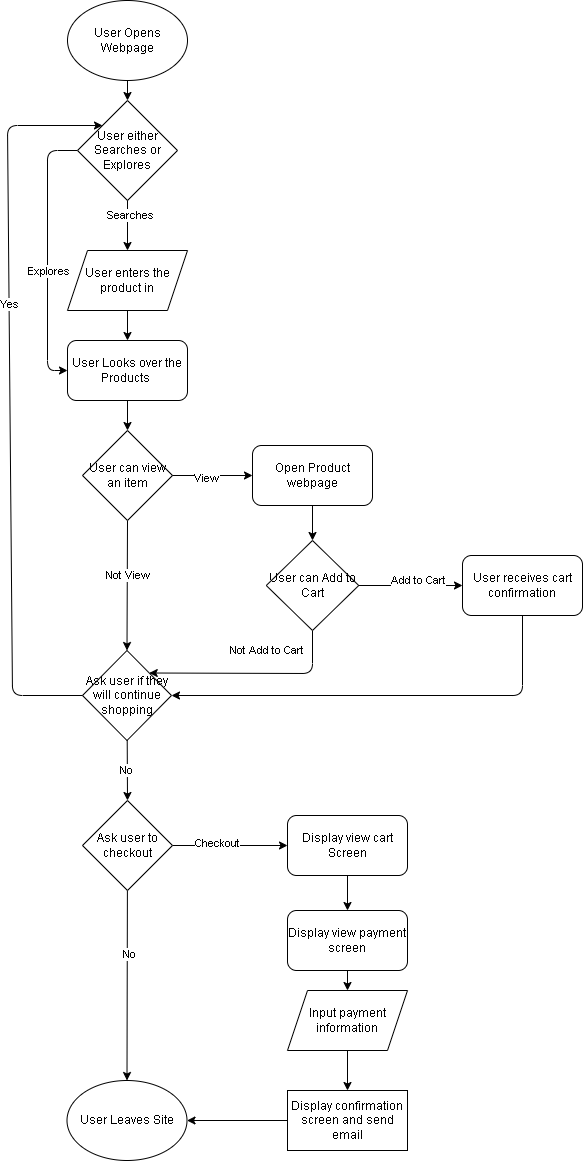 User Opens
Webpage
User either
Searches or
Explores
Searches
Explores
User enters the
product in
Yes
User Looks over the
Products
User can view
an item
View
Open Product
webpage
Not View
User can Add to
Cart
Add to Cart
User receives cart
confirmation
Not Add to Cart
Ask user if they
will continue
shopping
No
Ask user to
checkout
Checkout
Display view cart
Screen
Display view payment
screen
No
Input payment
information
Display confirmation
screen and send
email
User Leaves Site